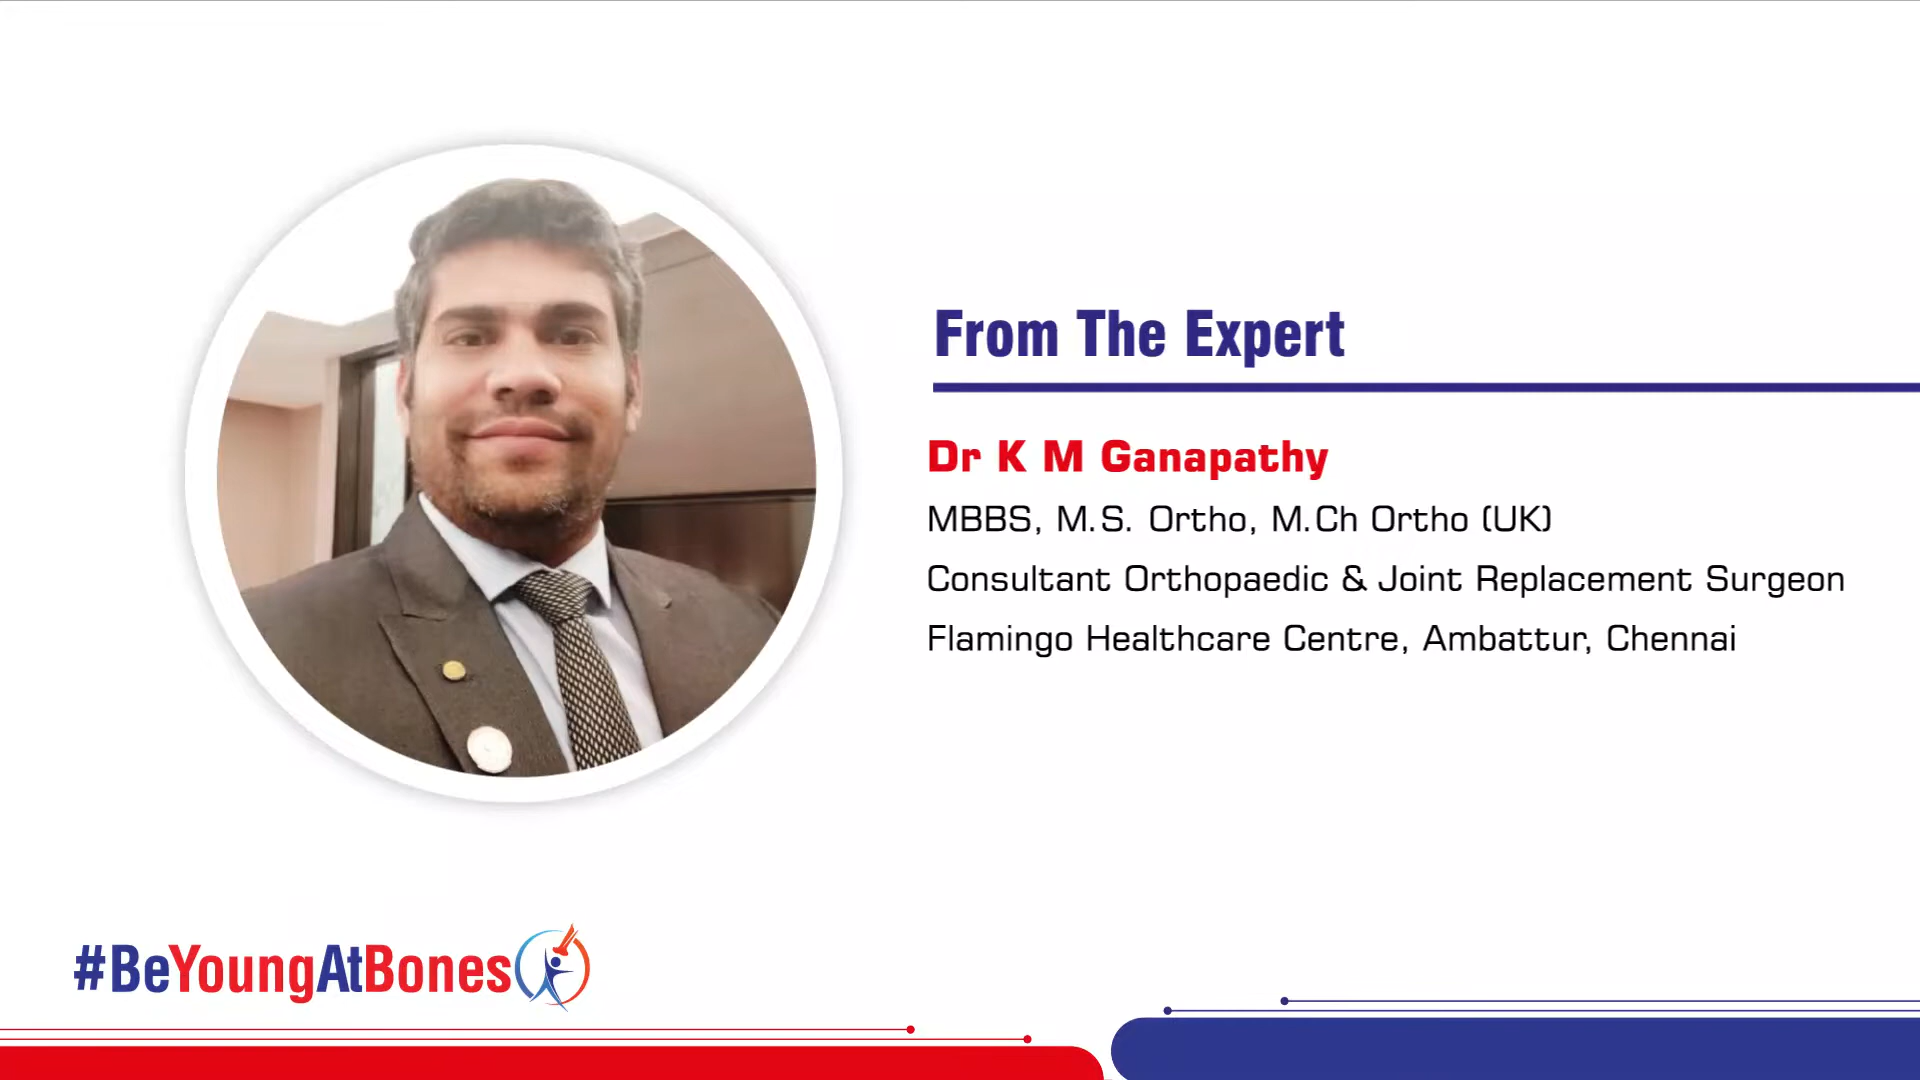 From The Expert
Dr K M Ganapathy
MBBS, M.S. Ortho, M.Ch Ortho (UK)
Consultant Orthopaedic & Joint Replacement Surgeon
Flamingo Healthcare Centre, Ambattur, Chennai
#BeYoungAtBones